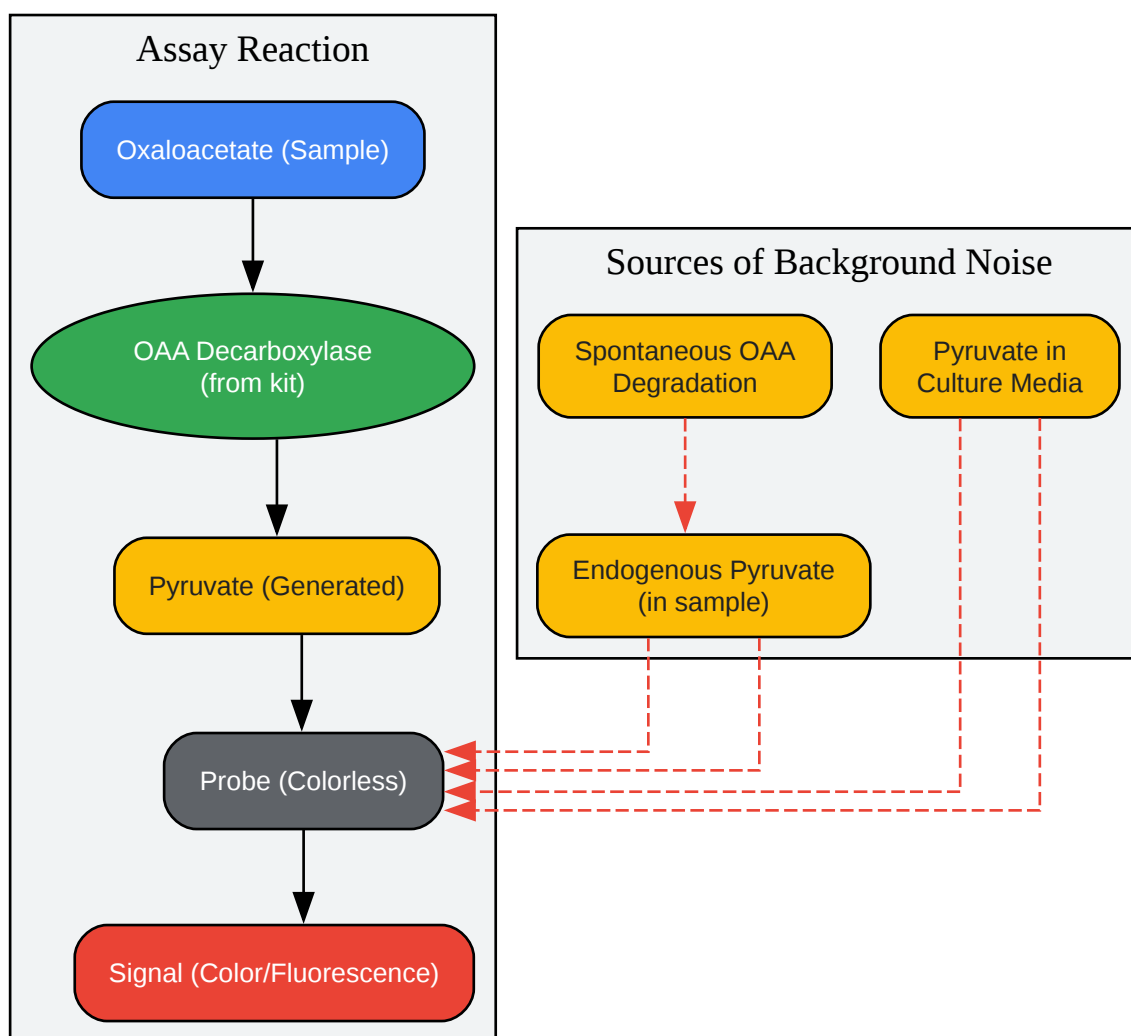 Assay Reaction
Oxaloacetate (Sample)
OAA Decarboxylase
(from kit)
Pyruvate (Generated)
Probe (Colorless)
Signal (Color/Fluorescence)
Sources of Background Noise
Spontaneous OAA
Degradation
Pyruvate in
Culture Media
Endogenous Pyruvate
(in sample)